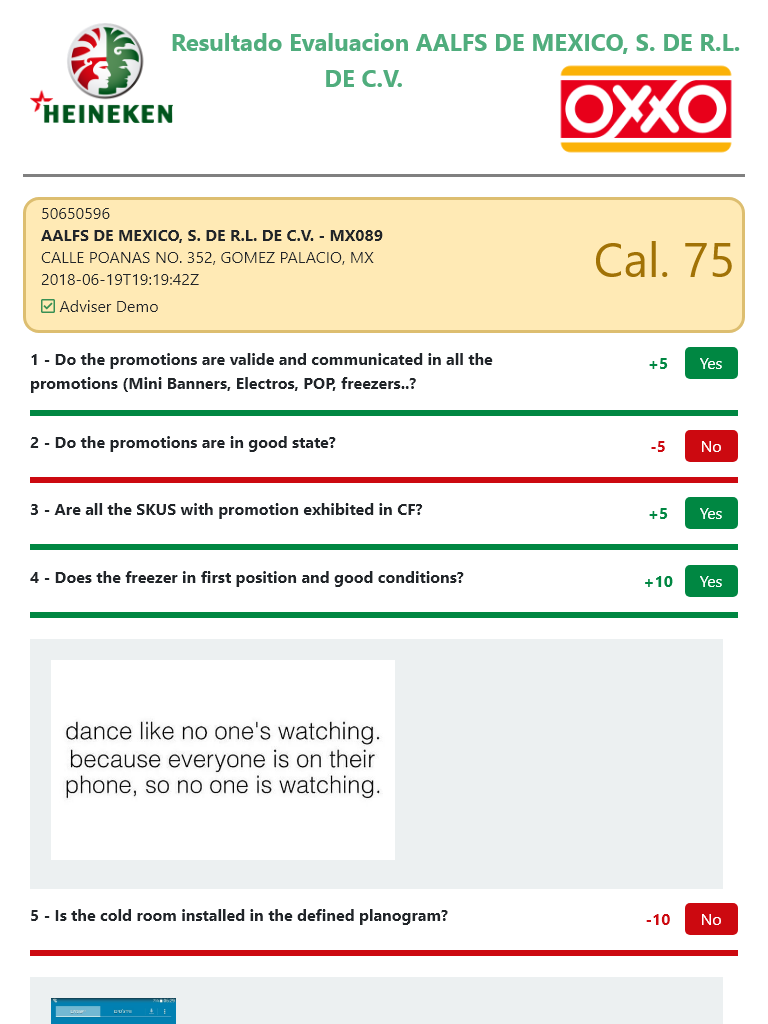 Resultado Evaluacion AALFS DE MEXICO, S. DE R.L.
DE C.V.
HEINEKEN
OXXO
50650596
AALFS DE MEXICO, S. DE R.L. DE C.V. - MX089
CALLE POANAS NO. 352, GOMEZ PALACIO, MX
2018-06-19T19:19:42Z
Adviser Demo
Cal. 75
1 - Do the promotions are valide and communicated in all the
promotions (Mini Banners, Electros, POP, freezers..?
+5 Yes
2 - Do the promotions are in good state?
-5 No
3 - Are all the SKUS with promotion exhibited in CF?
+5 Yes
4 - Does the freezer in first position and good conditions?
+10 Yes
dance like no one's watching.
because everyone is on their
phone, so no one is watching.
5 - Is the cold room installed in the defined planogram?
-10 No